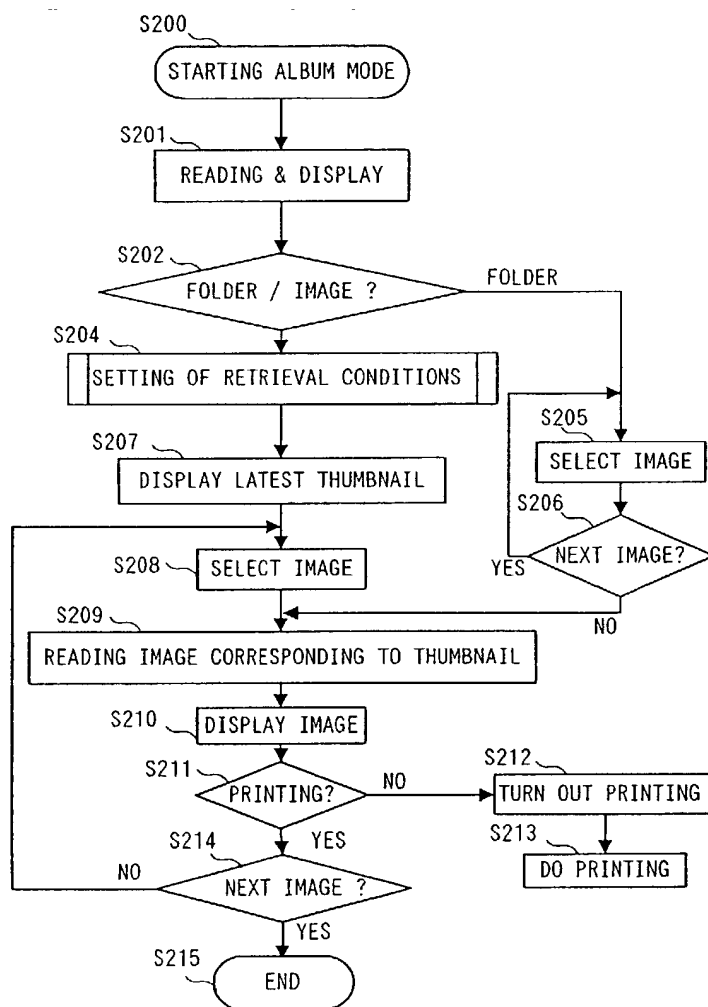 S200
STARTING ALBUM MODE
S201
READING & DISPLAY
S202
FOLDER / IMAGE ?
FOLDER
S204
SETTING OF RETRIEVAL CONDITIONS
S205
SELECT IMAGE
S206
NEXT IMAGE?
YES
NO
S207
DISPLAY LATEST THUMBNAIL
S208
SELECT IMAGE
S209
READING IMAGE CORRESPONDING TO THUMBNAIL
S210
DISPLAY IMAGE
S211
PRINTING?
NO
YES
S212
TURN OUT PRINTING
S213
DO PRINTING
S214
NEXT IMAGE ?
NO
YES
S215
END